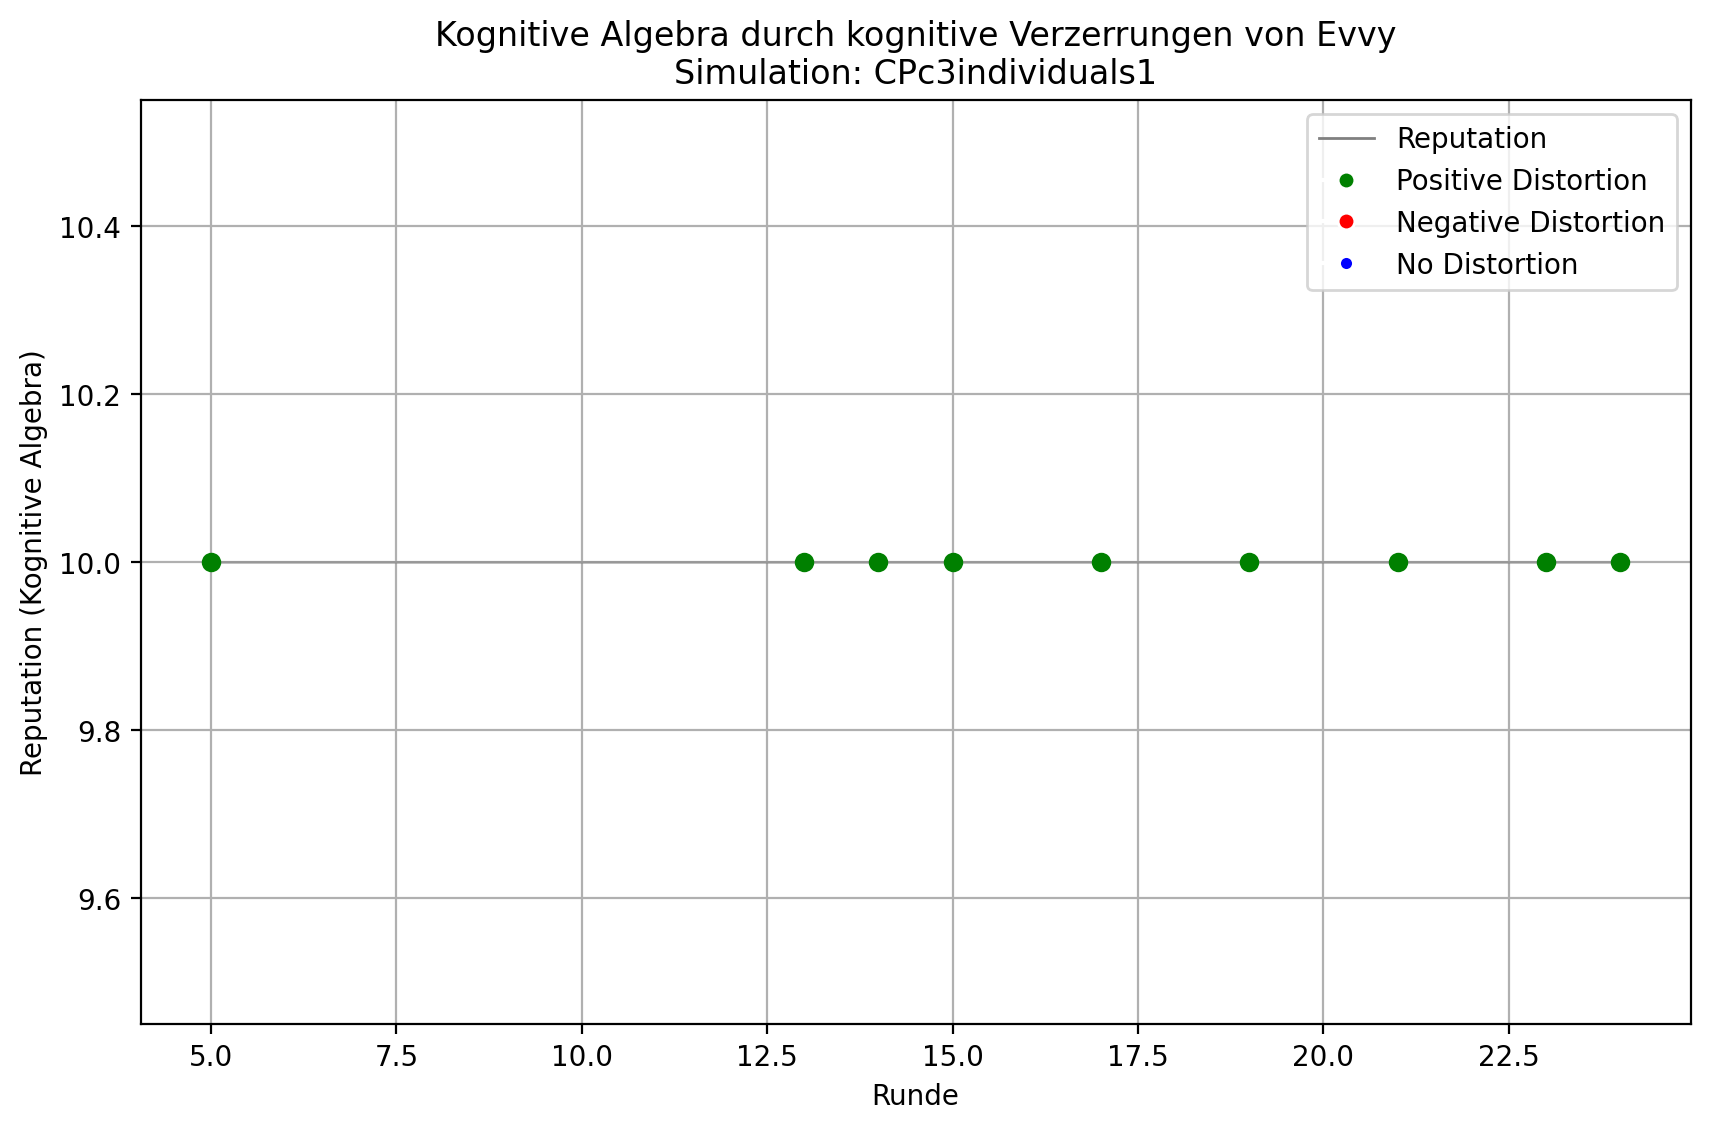 Kognitive Algebra durch kognitive Verzerrungen von Evvy
Simulation: CPc3individuals1
Reputation
Positive Distortion
Negative Distortion
No Distortion
Reputation (Kognitive Algebra)
10.4
10.2
10.0
9.8
9.6
5.0 7.5 10.0 12.5 15.0 17.5 20.0 22.5
Runde